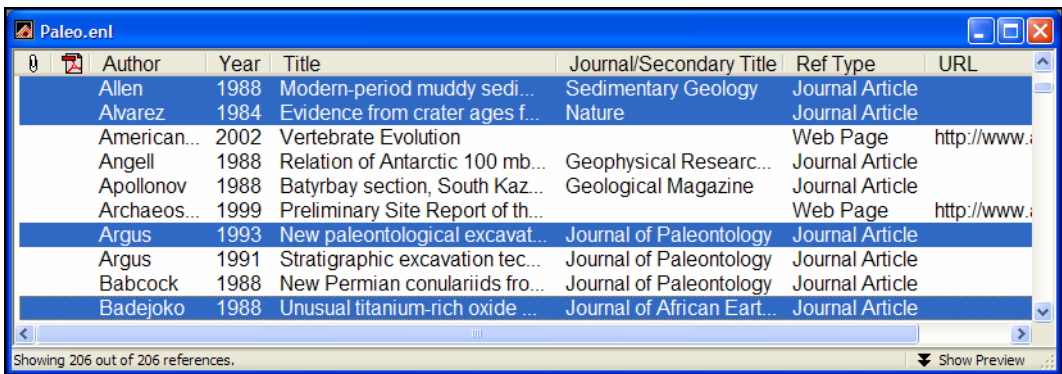 Paleo.enl
Author Year Title Journal/Secondary Title Ref Type URL
Allen 1988 Modern-period muddy sedi... Sedimentary Geology Journal Article
Alvarez 1984 Evidence from crater ages f... Nature Journal Article
American... 2002 Vertebrate Evolution Web Page http://www.a
Angell 1988 Relation of Antarctic 100 mb... Geophysical Researc... Journal Article
Apollonov 1988 Batyrbay section, South Kaz... Geological Magazine Journal Article
Archaeos... 1999 Preliminary Site Report of th... Web Page http://www.a
Argus 1993 New paleontological excavat... Journal of Paleontology Journal Article
Argus 1991 Stratigraphic excavation tec... Journal of Paleontology Journal Article
Babcock 1988 New Permian conulariids fro... Journal of Paleontology Journal Article
Badejoko 1988 Unusual titanium-rich oxide ... Journal of African Eart... Journal Article
Showing 206 out of 206 references. Show Preview